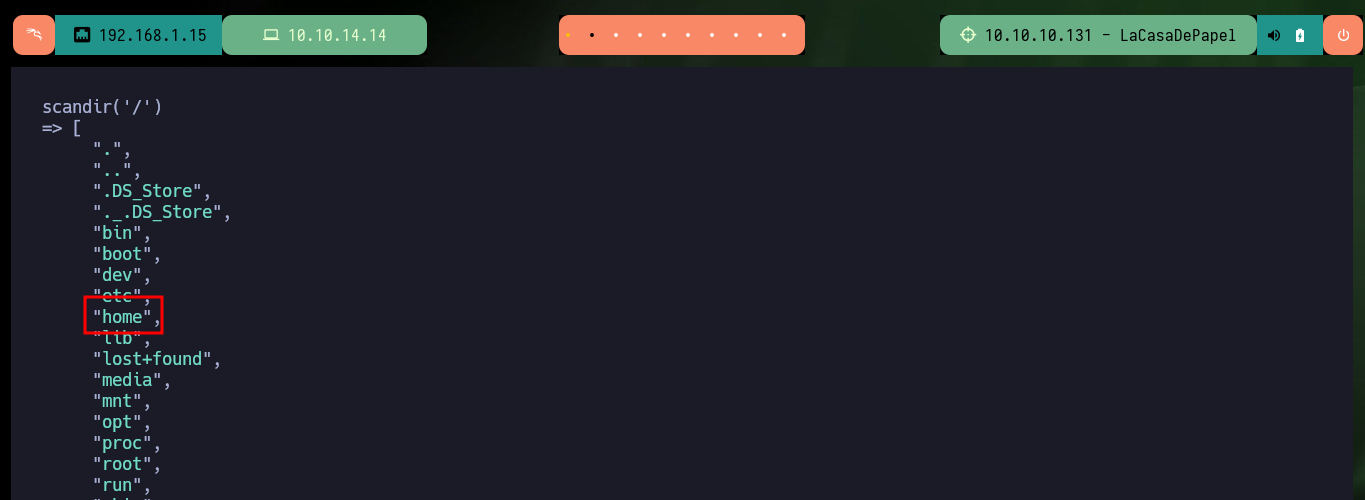 192.168.1.15
10.10.14.14
10.10.10.131 - LaCasaDePapel
scandir('/')
=> [
".",
"..",
".DS_Store",
"._.DS_Store",
"bin",
"boot",
"dev",
"etc",
"home",
"lib",
"lost+found",
"media",
"mnt",
"opt",
"proc",
"root",
"run",